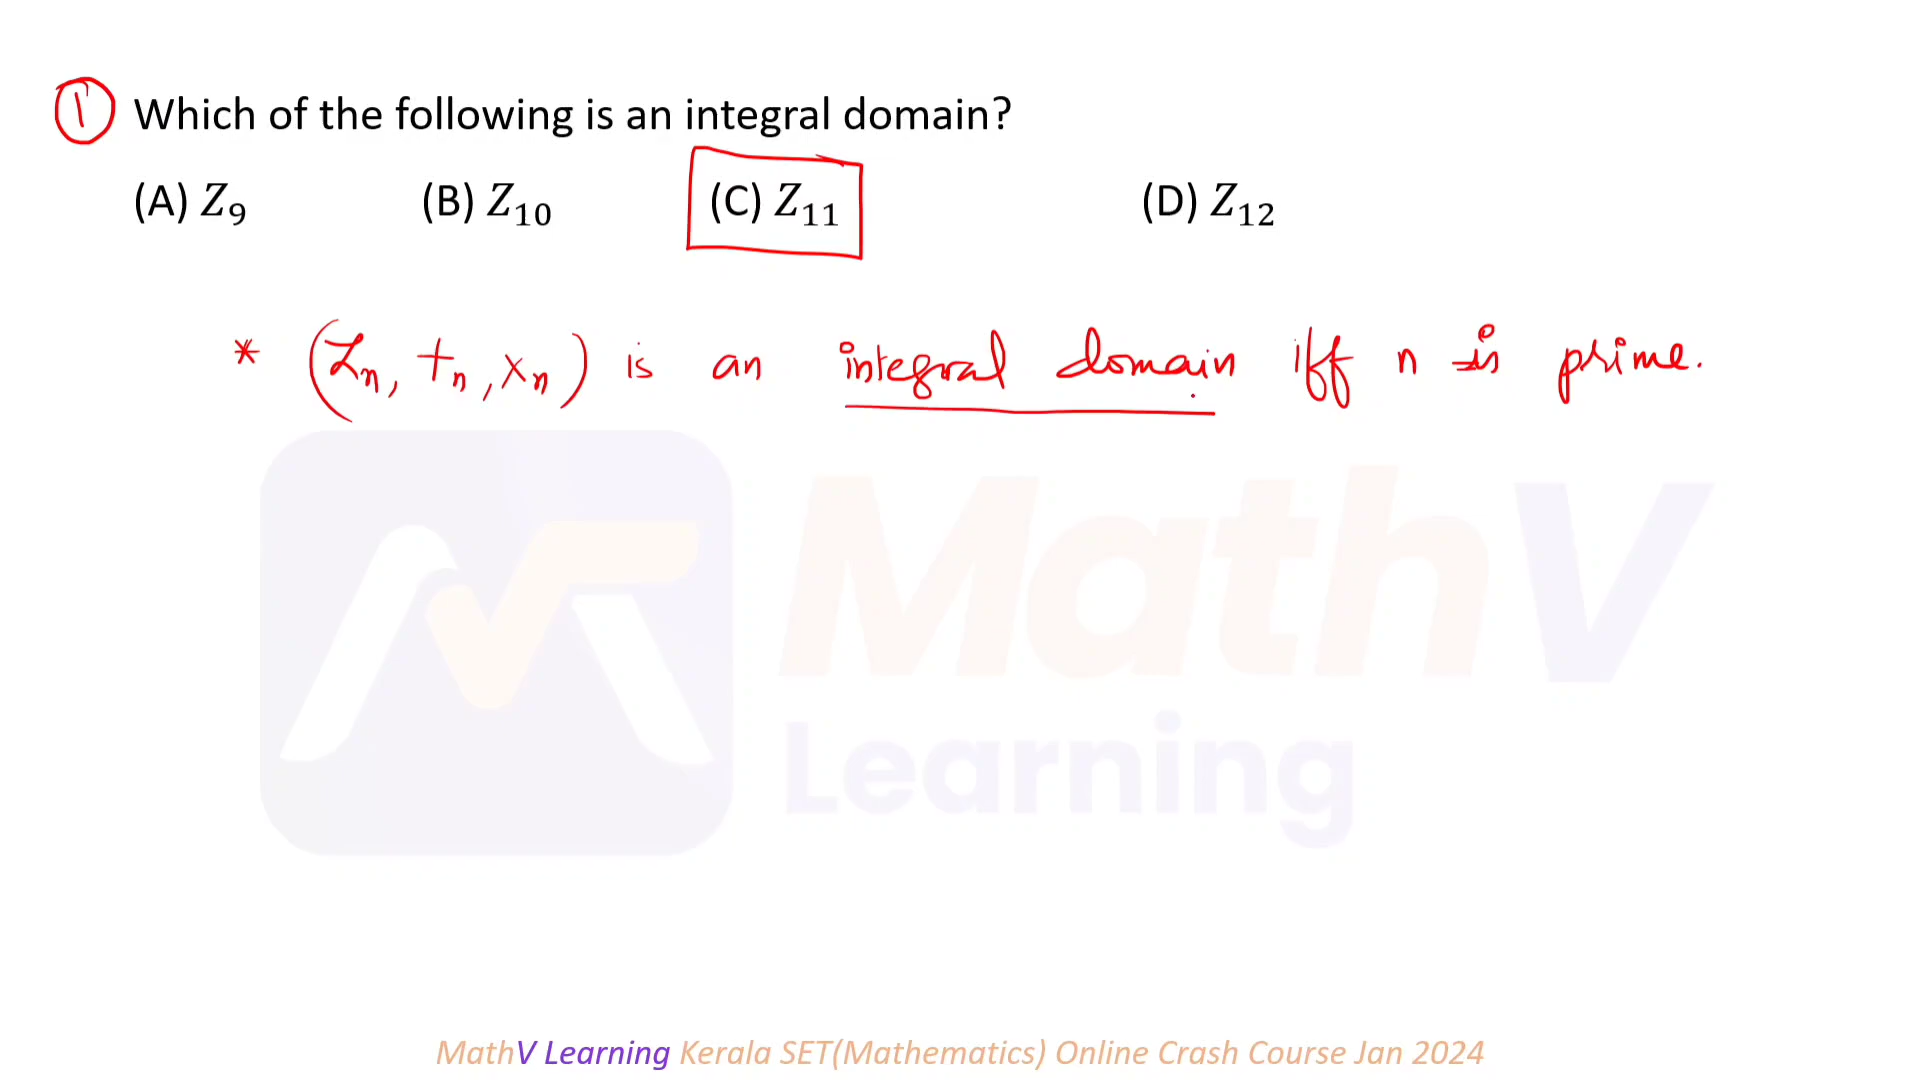 ① Which of the following is an integral domain?
(A) Z₉ (B) Z₁₀ (C) Z₁₁ (D) Z₁₂
* (Zₙ, +ₙ, ×ₙ) is an integral domain iff n is prime.
MathV
Learning
MathV Learning Kerala SET(Mathematics) Online Crash Course Jan 2024